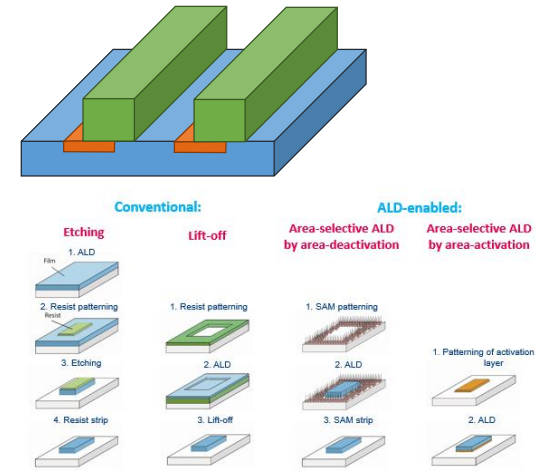 Conventional:
ALD-enabled:
Etching
1. ALD
Film
2. Resist patterning
Resist
3. Etching
4. Resist strip
Lift-off
1. Resist patterning
2. ALD
3. Lift-off
Area-selective ALD
by area-deactivation
1. SAM patterning
2. ALD
3. SAM strip
Area-selective ALD
by area-activation
1. Patterning of activation
layer
2. ALD